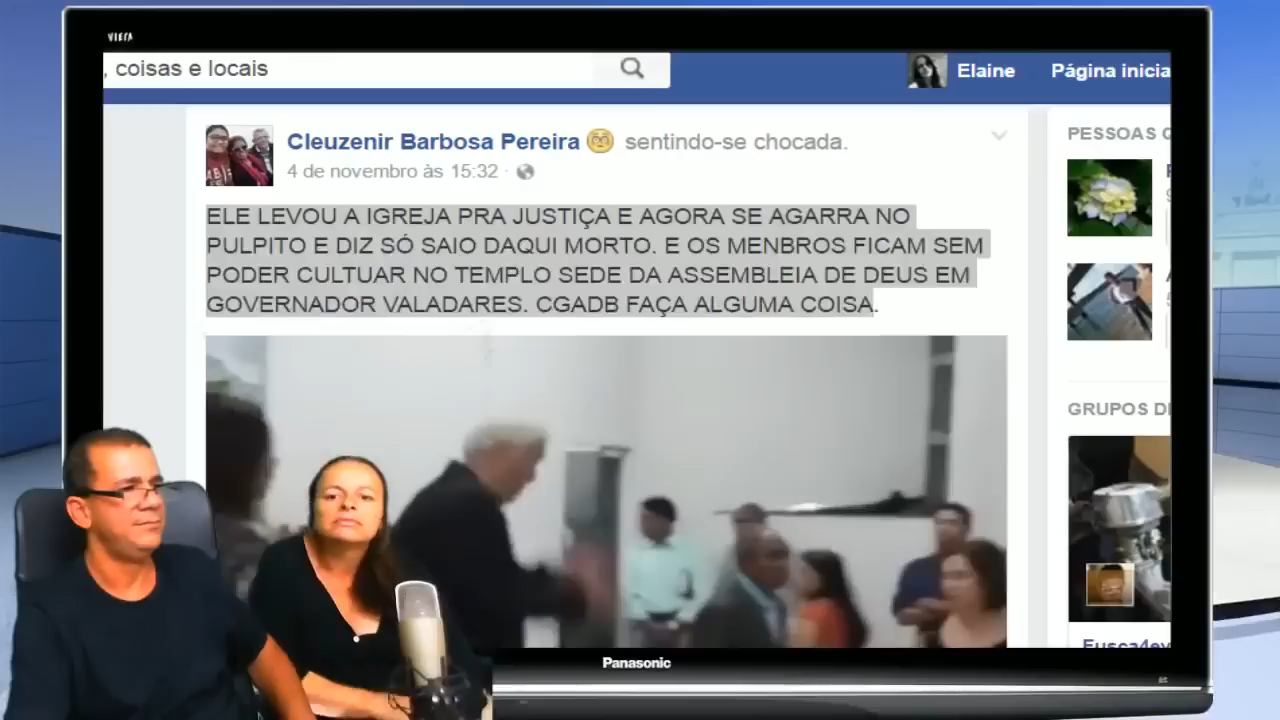 VIERA
, coisas e locais
Elaine
Página inicia
Cleuzenir Barbosa Pereira sentindo-se chocada.
4 de novembro às 15:32 ·
ELE LEVOU A IGREJA PRA JUSTIÇA E AGORA SE AGARRA NO
PULPITO E DIZ SÓ SAIO DAQUI MORTO. E OS MENBROS FICAM SEM
PODER CULTUAR NO TEMPLO SEDE DA ASSEMBLEIA DE DEUS EM
GOVERNADOR VALADARES. CGADB FAÇA ALGUMA COISA.
PESSOAS
GRUPOS
Fusca4ev
Panasonic